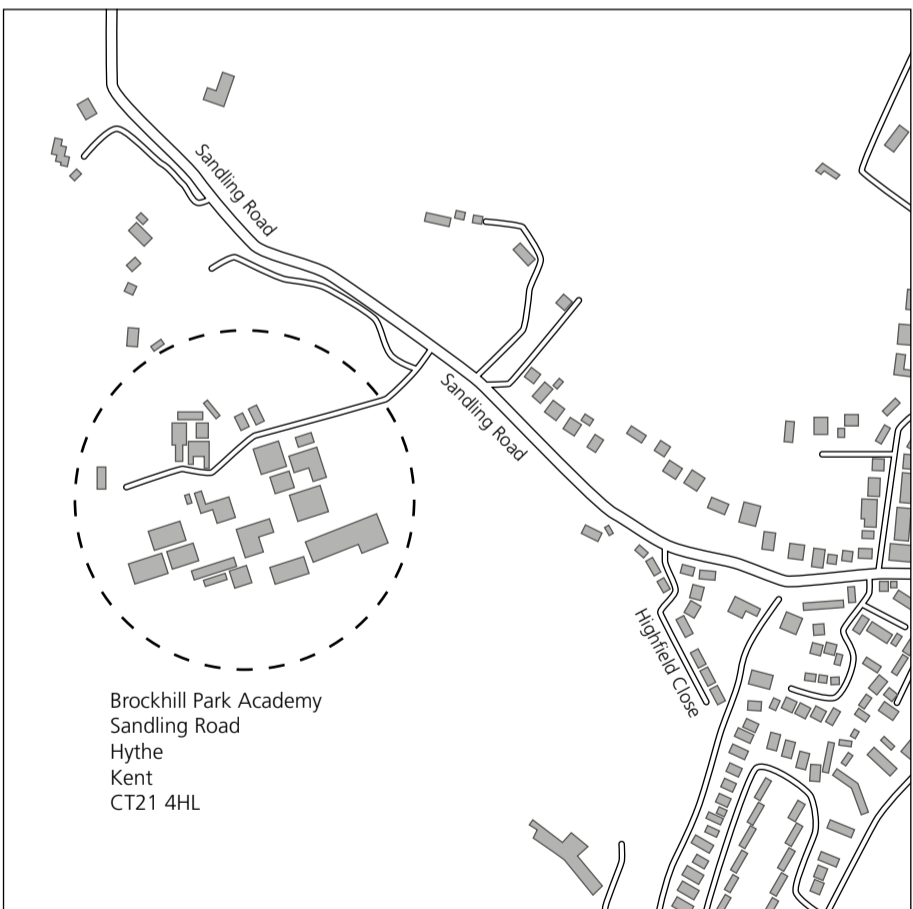 Sandling Road
Sandling Road
Highfield Close
Brockhill Park Academy
Sandling Road
Hythe
Kent
CT21 4HL